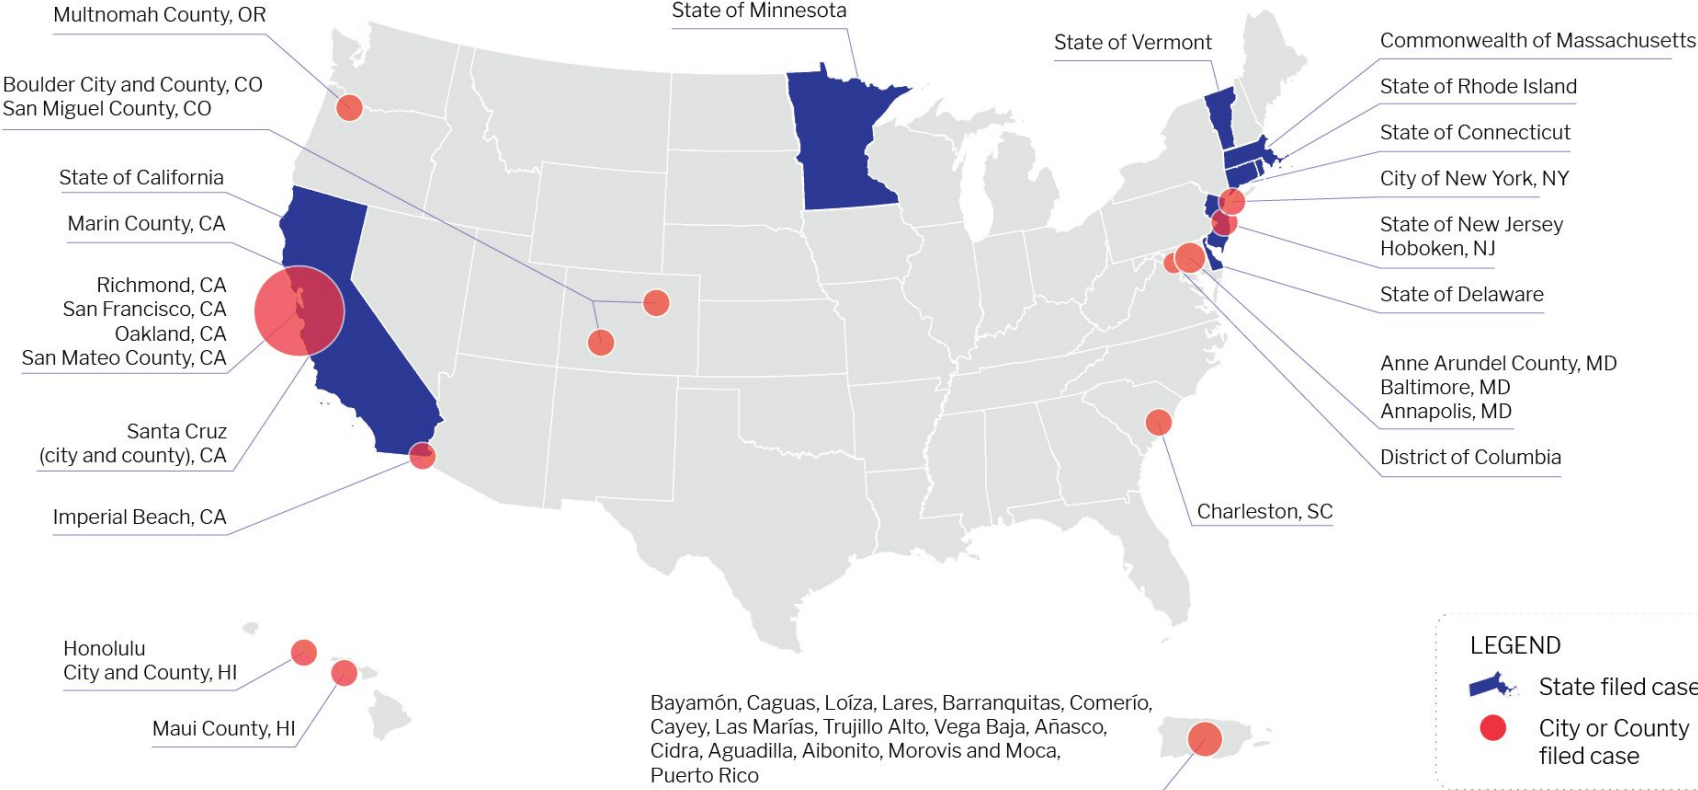 Multnomah County, OR
Boulder City and County, CO
San Miguel County, CO
State of California
Marin County, CA
Richmond, CA
San Francisco, CA
Oakland, CA
San Mateo County, CA
Santa Cruz
(city and county), CA
Imperial Beach, CA
Honolulu
City and County, HI
Maui County, HI
State of Minnesota
State of Vermont
Commonwealth of Massachusetts
State of Rhode Island
State of Connecticut
City of New York, NY
State of New Jersey
Hoboken, NJ
State of Delaware
Anne Arundel County, MD
Baltimore, MD
Annapolis, MD
District of Columbia
Charleston, SC
Bayamón, Caguas, Loíza, Lares, Barranquitas, Comerío,
Cayey, Las Marías, Trujillo Alto, Vega Baja, Añasco,
Cidra, Aguadilla, Aibonito, Morovis and Moca,
Puerto Rico
LEGEND
State filed case
City or County
filed case